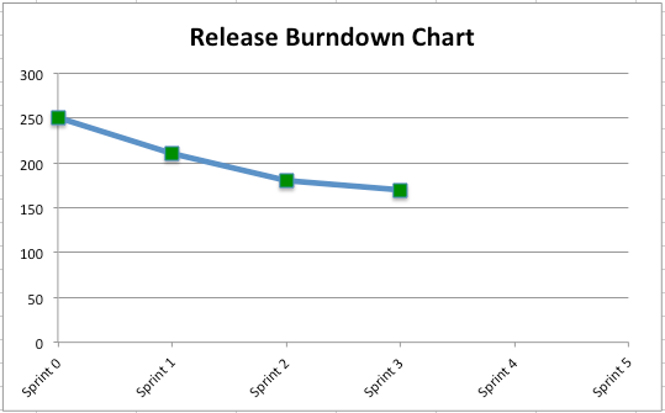 Release Burndown Chart
300
250
200
150
100
50
0
Sprint 0
Sprint 1
Sprint 2
Sprint 3
Sprint 4
Sprint 5